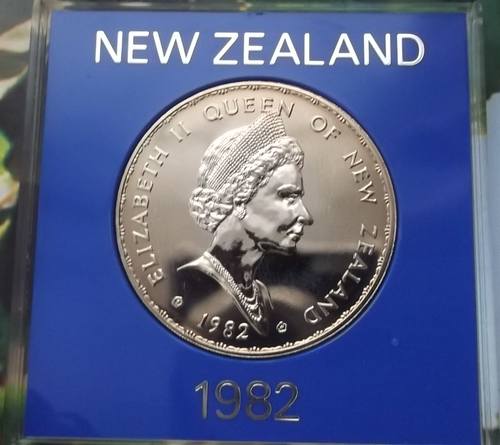 NEW ZEALAND
ELIZABETH II QUEEN OF NEW ZEALAND
1982
1982